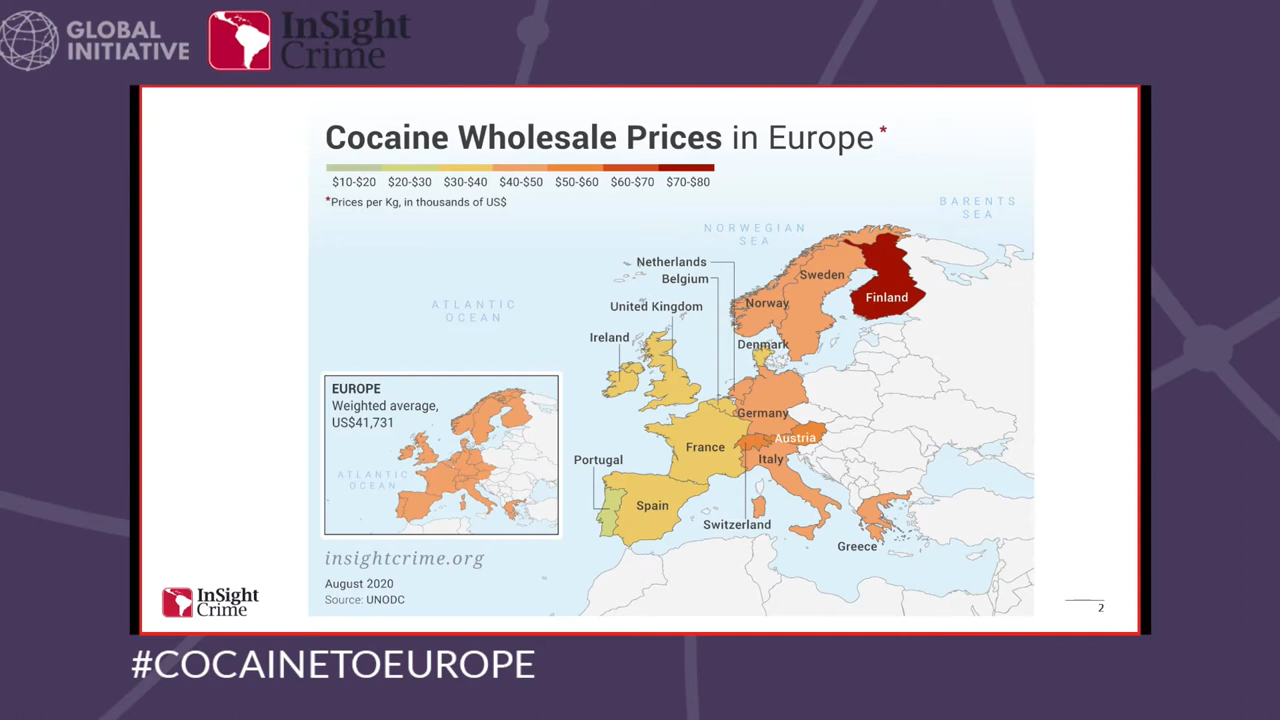 GLOBAL
INITIATIVE
InSight
Crime
Cocaine Wholesale Prices in Europe*
$10-$20 $20-$30 $30-$40 $40-$50 $50-$60 $60-$70 $70-$80
*Prices per Kg, in thousands of US$
BARENTS
SEA
NORWEGIAN
SEA
ATLANTIC
OCEAN
Netherlands
Belgium
United Kingdom
Ireland
Sweden
Norway
Finland
Denmark
Germany
Austria
France
Italy
Portugal
Spain
Switzerland
Greece
EUROPE
Weighted average,
US$41,731
ATLANTIC
OCEAN
insightcrime.org
August 2020
Source: UNODC
InSight
Crime
2
#COCAINETOEUROPE